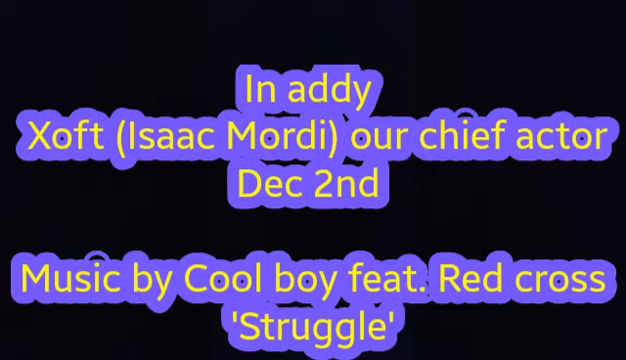 In addy
Xoft (Isaac Mordi) our chief actor
Dec 2nd
Music by Cool boy feat. Red cross
'Struggle'